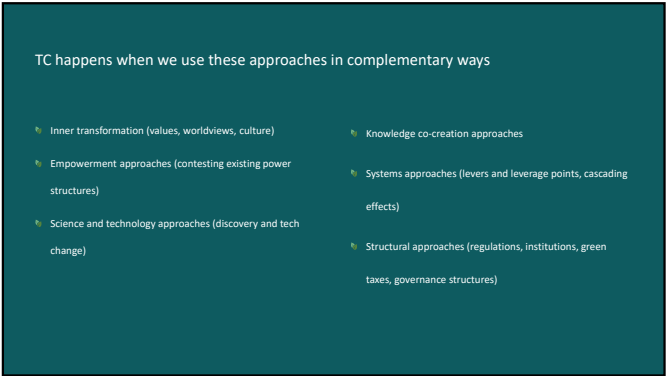 TC happens when we use these approaches in complementary ways
Inner transformation (values, worldviews, culture)
Empowerment approaches (contesting existing power
structures)
Science and technology approaches (discovery and tech
change)
Knowledge co-creation approaches
Systems approaches (levers and leverage points, cascading
effects)
Structural approaches (regulations, institutions, green
taxes, governance structures)